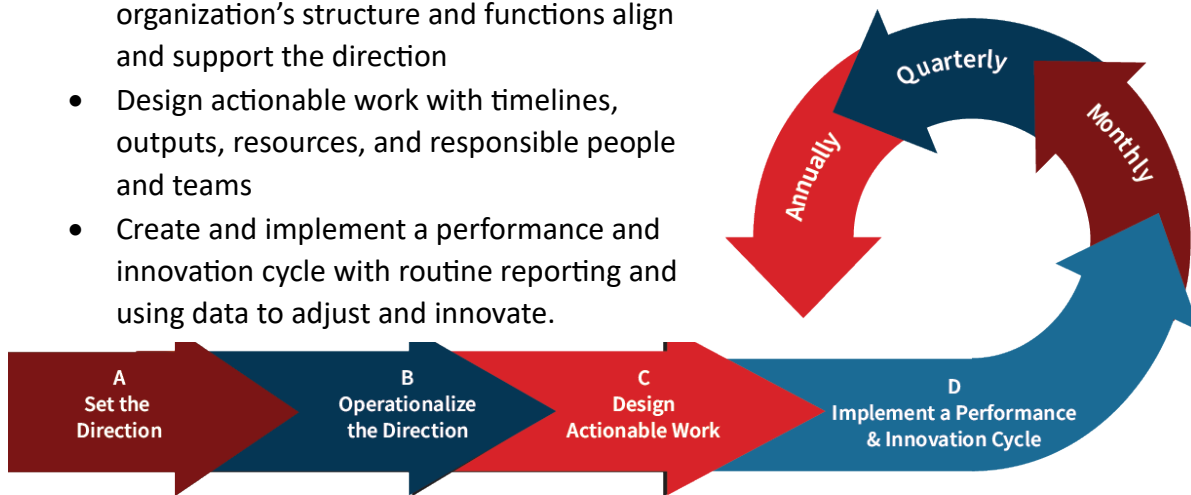 organization’s structure and functions align
and support the direction
• Design actionable work with timelines,
outputs, resources, and responsible people
and teams
• Create and implement a performance and
innovation cycle with routine reporting and
using data to adjust and innovate.
Annually
Quarterly
Monthly
A
Set the
Direction
B
Operationalize
the Direction
C
Design
Actionable Work
D
Implement a Performance
& Innovation Cycle